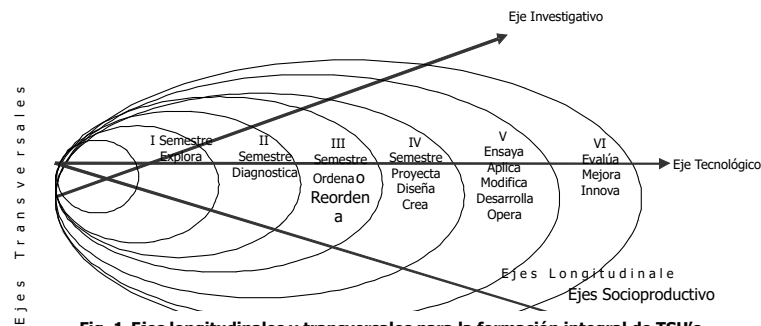 Eje Investigativo
Ejes Transversales
I Semestre
Explora
II
Semestre
Diagnostica
III
Semestre
Ordena o
Reorden
a
IV
Semestre
Proyecta
Diseña
Crea
V
Ensaya
Aplica
Modifica
Desarrolla
Opera
VI
Evalúa
Mejora
Innova
Eje Tecnológico
Ejes Longitudinale
Ejes Socioproductivo
Fig. 1. Ejes longitudinales y transversales para la formación integral de TSU's